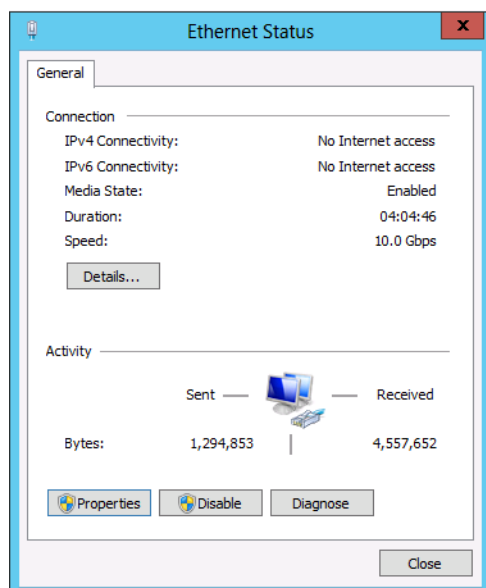 Ethernet Status
x
General
Connection
IPv4 Connectivity: No Internet access
IPv6 Connectivity: No Internet access
Media State: Enabled
Duration: 04:04:46
Speed: 10.0 Gbps
Details...
Activity
Sent Received
Bytes: 1,294,853 4,557,652
Properties Disable Diagnose
Close